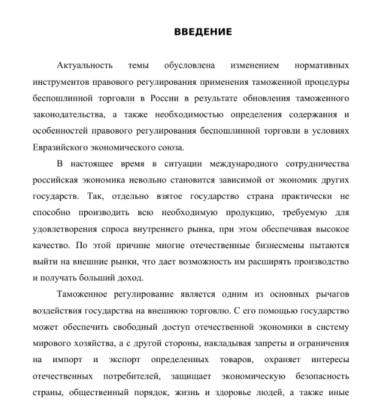 ВВЕДЕНИЕ
Актуальность темы обусловлена изменением нормативных
инструментов правового регулирования применения таможенной процедуры
беспошлинной торговли в России в результате обновления таможенного
законодательства, а также необходимостью определения содержания и
особенностей правового регулирования беспошлинной торговли в условиях
Евразийского экономического союза.
В настоящее время в ситуации международного сотрудничества
российская экономика невольно становится зависимой от экономик других
государств. Так, отдельно взятое государство страна практически не
способно производить всю необходимую продукцию, требуемую для
удовлетворения спроса внутреннего рынка, при этом обеспечивая высокое
качество. По этой причине многие отечественные бизнесмены пытаются
выйти на внешние рынки, что дает возможность им расширять производство
и получать больший доход.
Таможенное регулирование является одним из основных рычагов
воздействия государства на внешнюю торговлю. С его помощью государство
может обеспечить свободный доступ отечественной экономики в систему
мирового хозяйства, а с другой стороны, накладывая запреты и ограничения
на импорт и экспорт определенных товаров, охраняет интересы
отечественных потребителей, защищает экономическую безопасность
страны, общественный порядок, жизнь и здоровье людей, а также иные